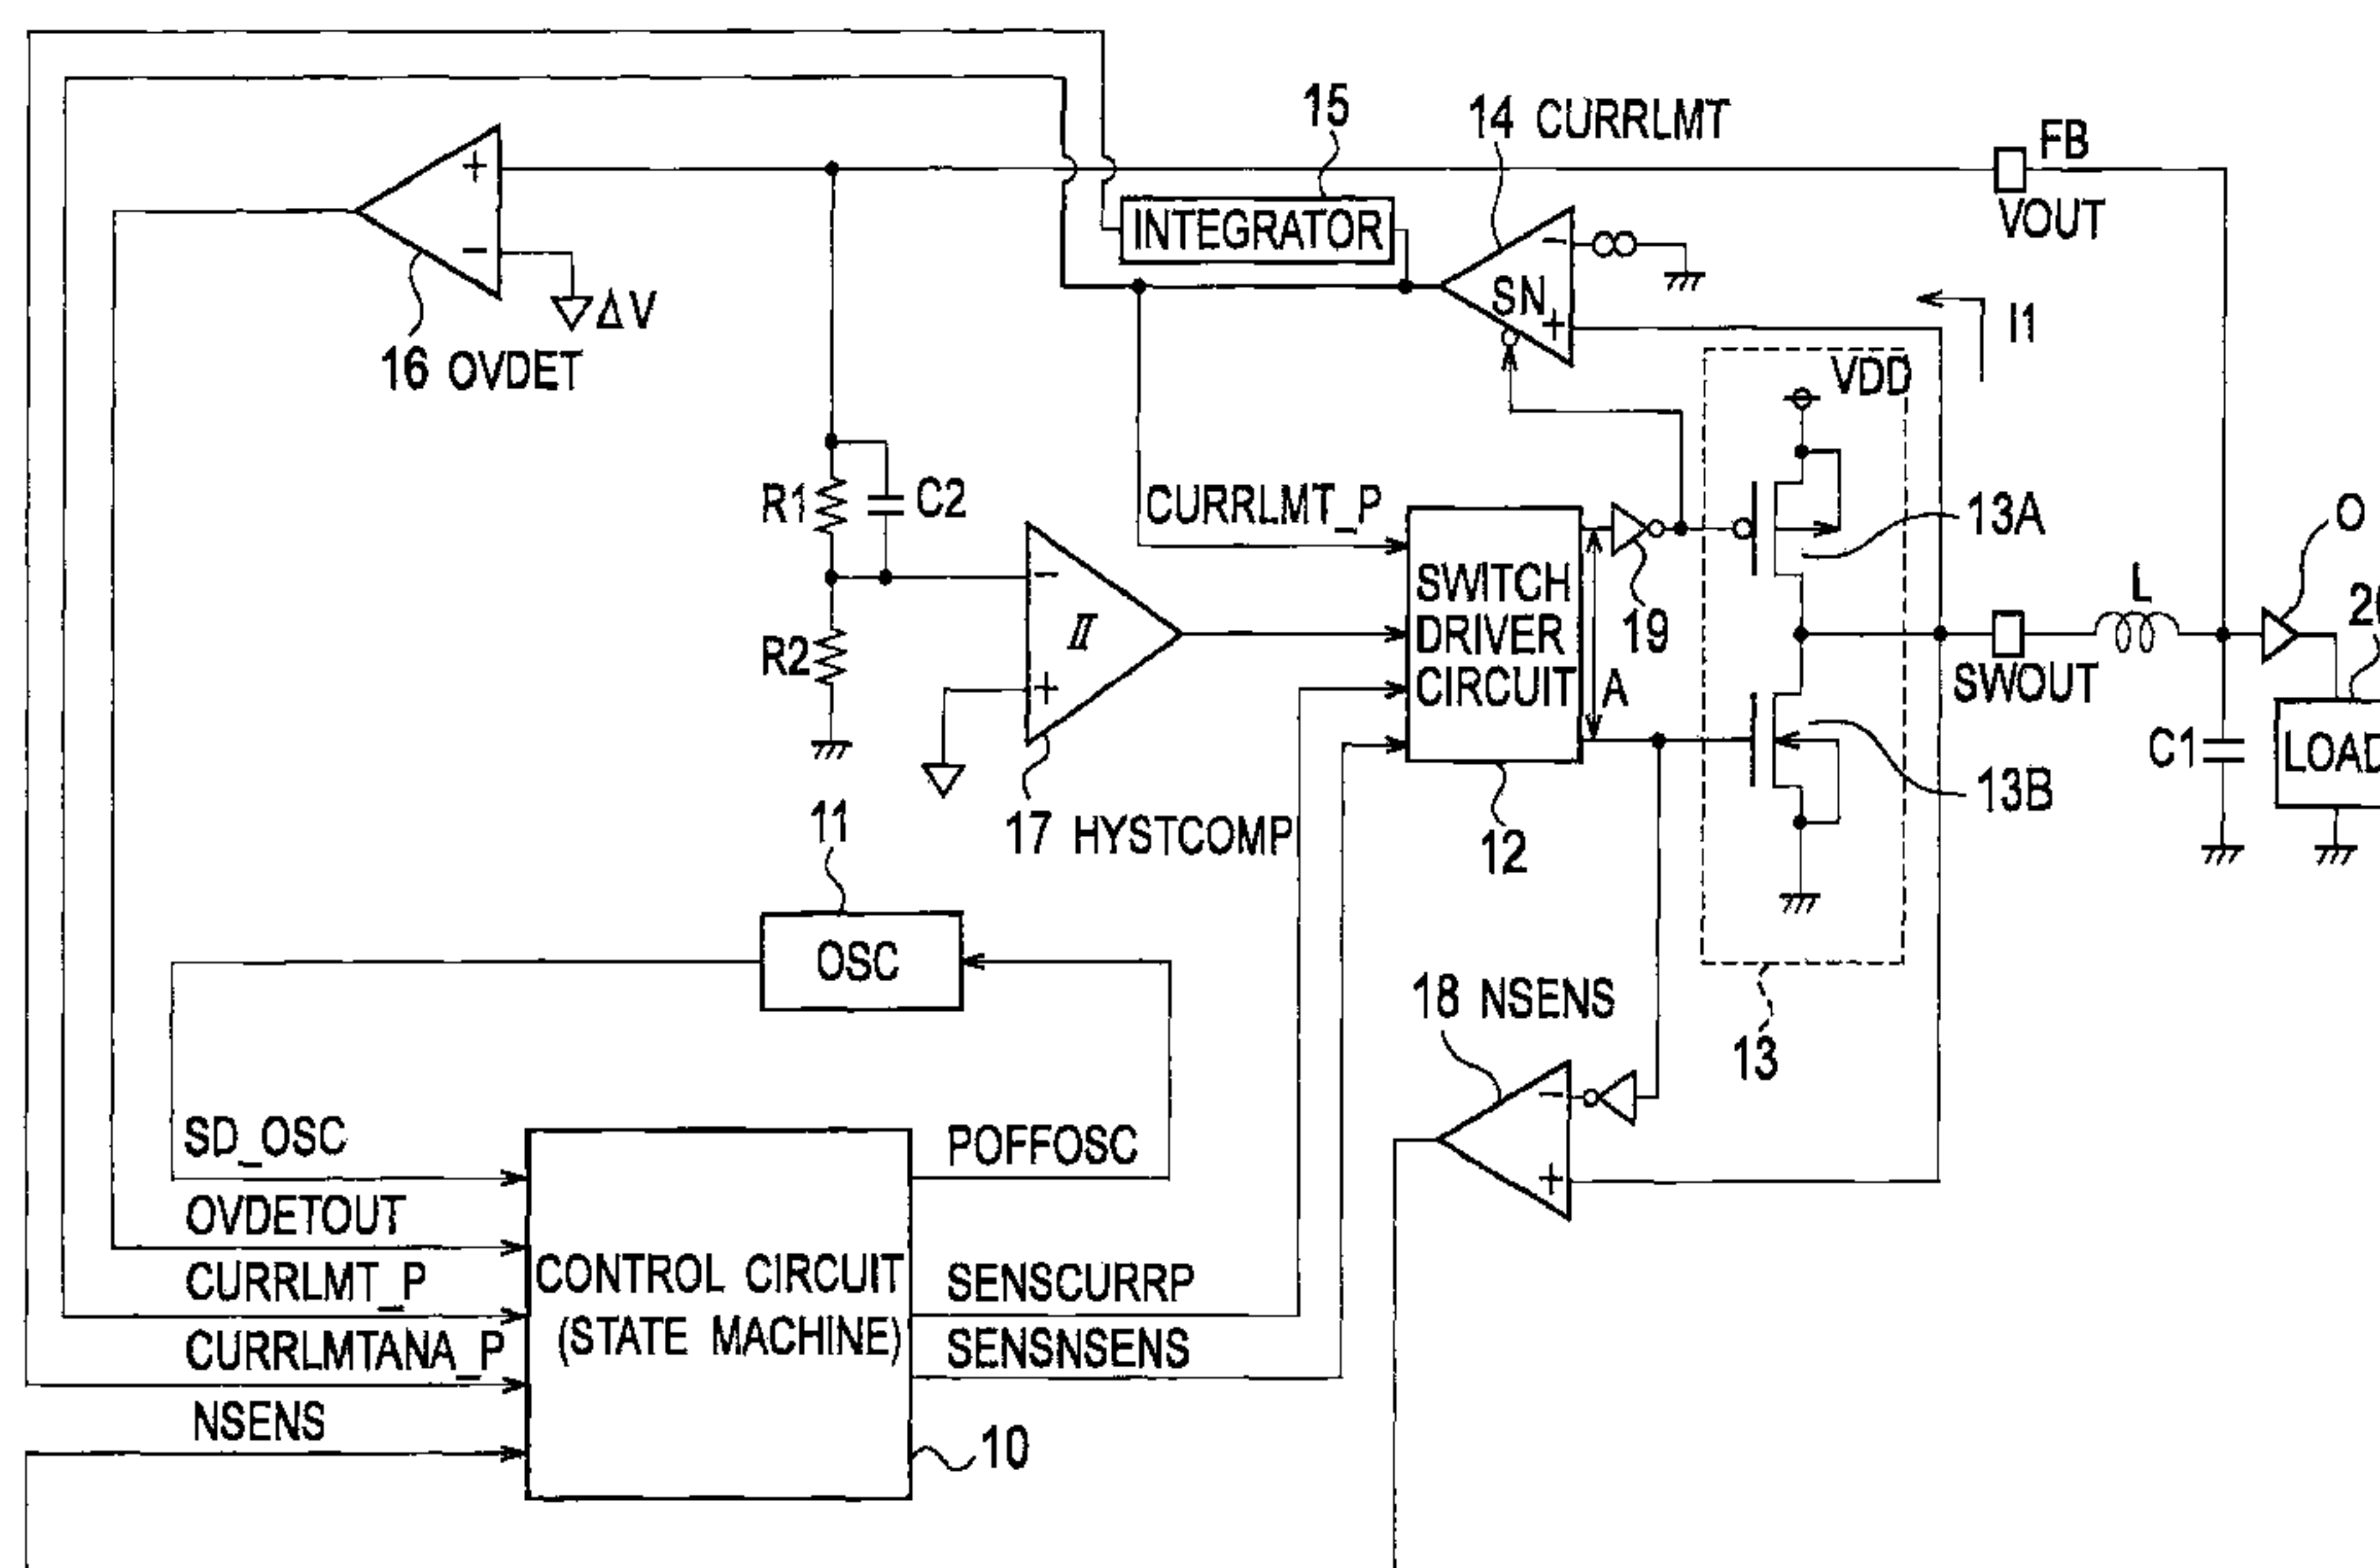 15
14 CURRLMT
FB
VOUT
INTEGRATOR
+
−
SN
−
+
ΔV
16 OVDET
I1
VDD
R1
C2
CURRLMT_P
13A
O
SWITCH
DRIVER
CIRCUIT
19
A
L
R2
−
+
SWOUT
LOAD
C1
13B
11
17 HYSTCOMP
12
OSC
18 NSENS
13
−
+
SD_OSC
POFFOSC
OVDETOUT
CURRLMT_P
CONTROL CIRCUIT
(STATE MACHINE)
SENSCURRP
CURRLMTANA_P
SENSNSENS
NSENS
10